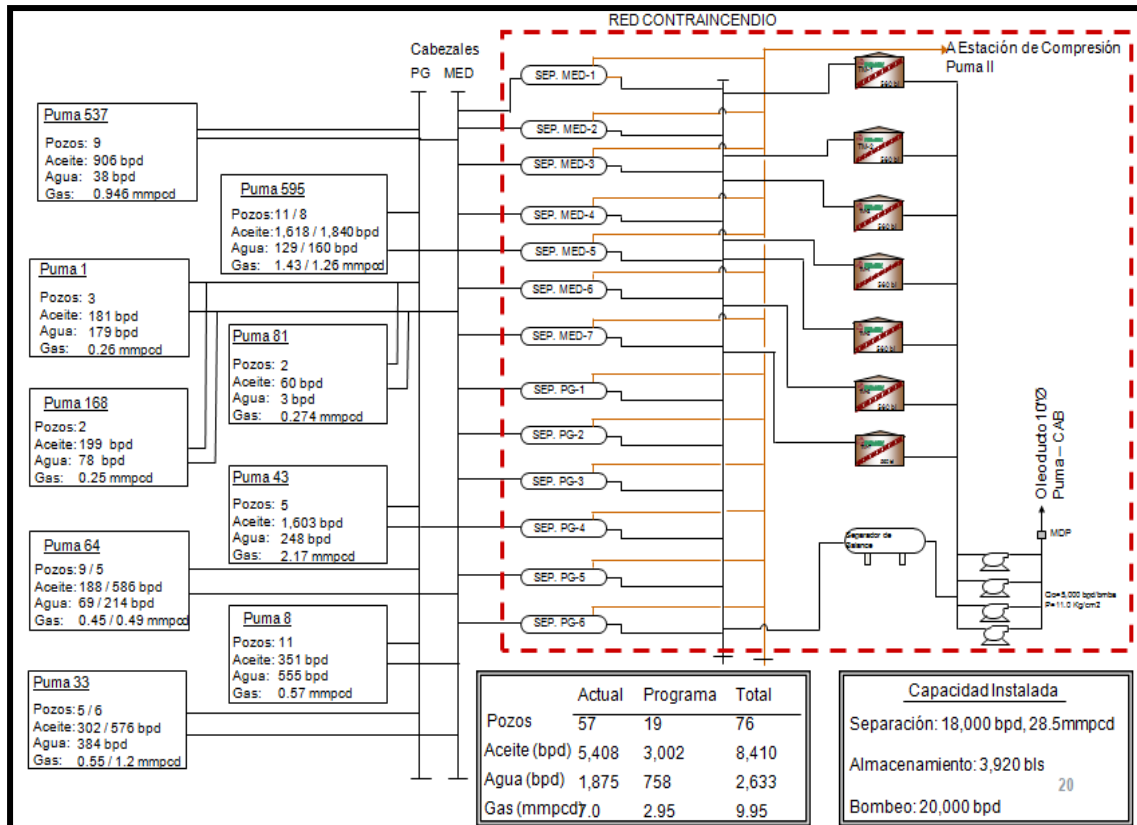 RED CONTRAINCENDIO
Cabezales
PG MED
A Estación de Compresión
Puma II
Puma 537
Pozos: 9
Aceite: 906 bpd
Agua: 38 bpd
Gas: 0.946 mmpcd
Puma 595
Pozos: 11 / 8
Aceite: 1,618 / 1,840 bpd
Agua: 129 / 160 bpd
Gas: 1.43 / 1.26 mmpcd
Puma 1
Pozos: 3
Aceite: 181 bpd
Agua: 179 bpd
Gas: 0.26 mmpcd
Puma 81
Pozos: 2
Aceite: 60 bpd
Agua: 3 bpd
Gas: 0.274 mmpcd
Puma 168
Pozos: 2
Aceite: 199 bpd
Agua: 78 bpd
Gas: 0.25 mmpcd
Puma 43
Pozos: 5
Aceite: 1,603 bpd
Agua: 248 bpd
Gas: 2.17 mmpcd
Puma 64
Pozos: 9 / 5
Aceite: 188 / 586 bpd
Agua: 69 / 214 bpd
Gas: 0.45 / 0.49 mmpcd
Puma 8
Pozos: 11
Aceite: 351 bpd
Agua: 555 bpd
Gas: 0.57 mmpcd
Puma 33
Pozos: 5 / 6
Aceite: 302 / 576 bpd
Agua: 384 bpd
Gas: 0.55 / 1.2 mmpcd
SEP. MED-1
SEP. MED-2
SEP. MED-3
SEP. MED-4
SEP. MED-5
SEP. MED-6
SEP. MED-7
SEP. PG-1
SEP. PG-2
SEP. PG-3
SEP. PG-4
SEP. PG-5
SEP. PG-6
TM-1
TM-2
Separador de
Balance
Oleoducto 10"Ø
Puma – CAB
MDP
Qo=5,000 bpd/bmba
P=11.0 Kg/cm2
Actual Programa Total
Pozos 57 19 76
Aceite (bpd) 5,408 3,002 8,410
Agua (bpd) 1,875 758 2,633
Gas (mmpcd) 7.0 2.95 9.95
Capacidad Instalada
Separación: 18,000 bpd, 28.5mmpcd
Almacenamiento: 3,920 bls
20
Bombeo: 20,000 bpd